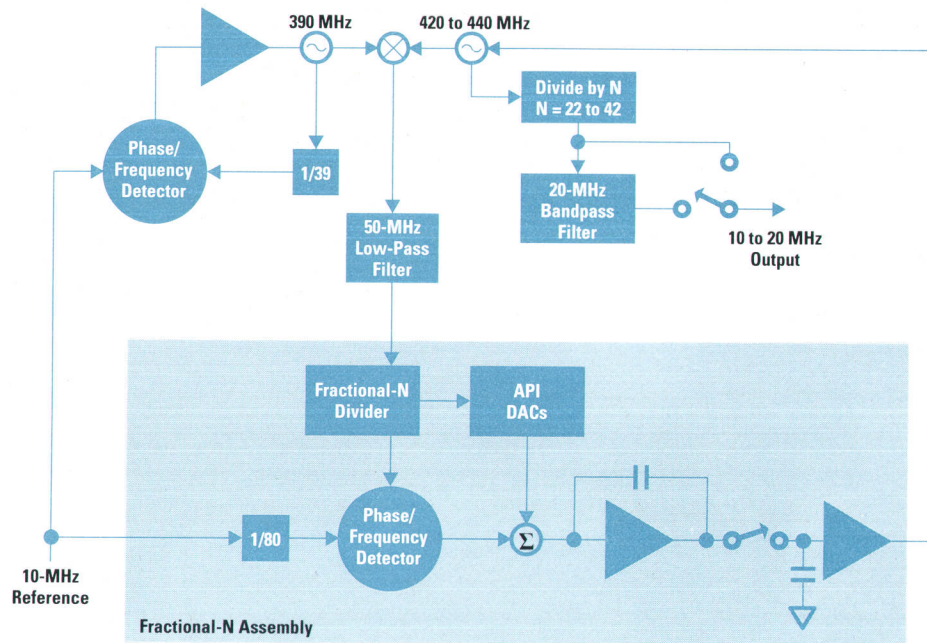 390 MHz
420 to 440 MHz
Divide by N
N = 22 to 42
Phase/
Frequency
Detector
1/39
20-MHz
Bandpass
Filter
10 to 20 MHz
Output
50-MHz
Low-Pass
Filter
Fractional-N
Divider
API
DACs
Phase/
Frequency
Detector
1/80
Σ
10-MHz
Reference
Fractional-N Assembly